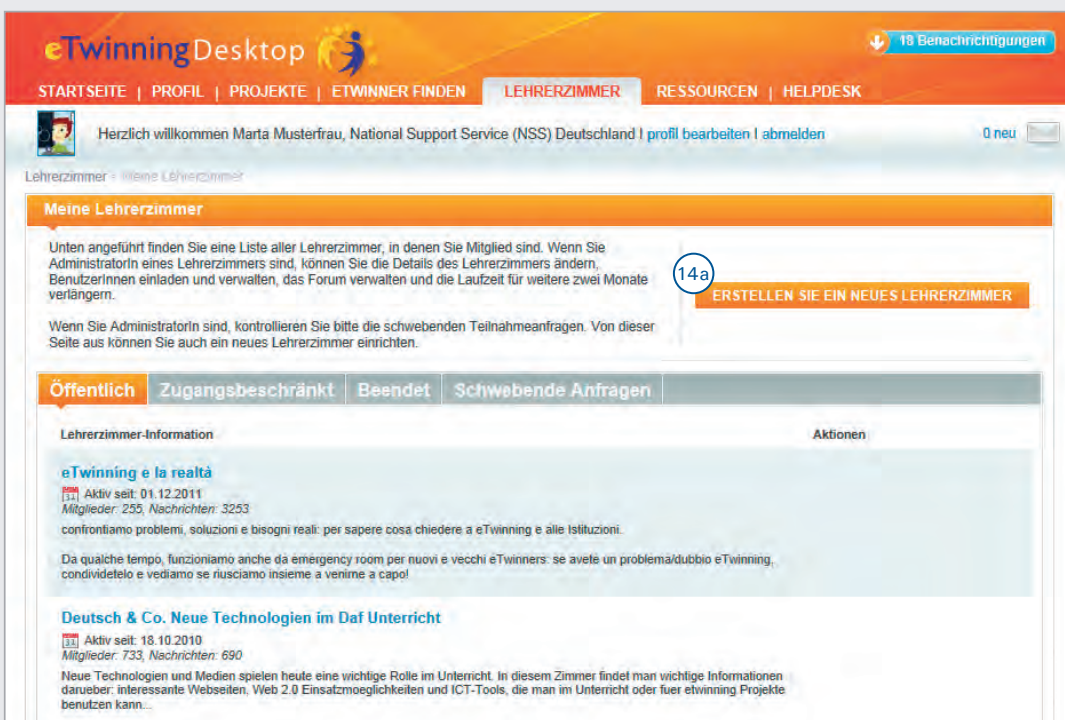 eTwinning Desktop
18 Benachrichtigungen
STARTSEITE | PROFIL | PROJEKTE | ETWINNER FINDEN LEHRERZIMMER RESSOURCEN | HELPDESK
Herzlich willkommen Marta Musterfrau, National Support Service (NSS) Deutschland I profil bearbeiten I abmelden
0 neu
Lehrerzimmer » Meine Lehrerzimmer
Meine Lehrerzimmer
Unten angeführt finden Sie eine Liste aller Lehrerzimmer, in denen Sie Mitglied sind. Wenn Sie
AdministratorIn eines Lehrerzimmers sind, können Sie die Details des Lehrerzimmers ändern,
BenutzerInnen einladen und verwalten, das Forum verwalten und die Laufzeit für weitere zwei Monate
verlängern.
Wenn Sie AdministratorIn sind, kontrollieren Sie bitte die schwebenden Teilnahmeanfragen. Von dieser
Seite aus können Sie auch ein neues Lehrerzimmer einrichten.
14a
ERSTELLEN SIE EIN NEUES LEHRERZIMMER
Öffentlich Zugangsbeschränkt Beendet Schwebende Anfragen
Lehrerzimmer-Information Aktionen
eTwinning e la realtà
31 Aktiv seit: 01.12.2011
Mitglieder: 255, Nachrichten: 3253
confrontiamo problemi, soluzioni e bisogni reali: per sapere cosa chiedere a eTwinning e alle Istituzioni.
Da qualche tempo, funzioniamo anche da emergency room per nuovi e vecchi eTwinners: se avete un problema/dubbio eTwinning,
condividetelo e vediamo se riusciamo insieme a venirne a capo!
Deutsch & Co. Neue Technologien im Daf Unterricht
31 Aktiv seit: 18.10.2010
Mitglieder: 733, Nachrichten: 690
Neue Technologien und Medien spielen heute eine wichtige Rolle im Unterricht. In diesem Zimmer findet man wichtige Informationen
darueber: interessante Webseiten, Web 2.0 Einsatzmoeglichkeiten und ICT-Tools, die man im Unterricht oder fuer etwinning Projekte
benutzen kann...